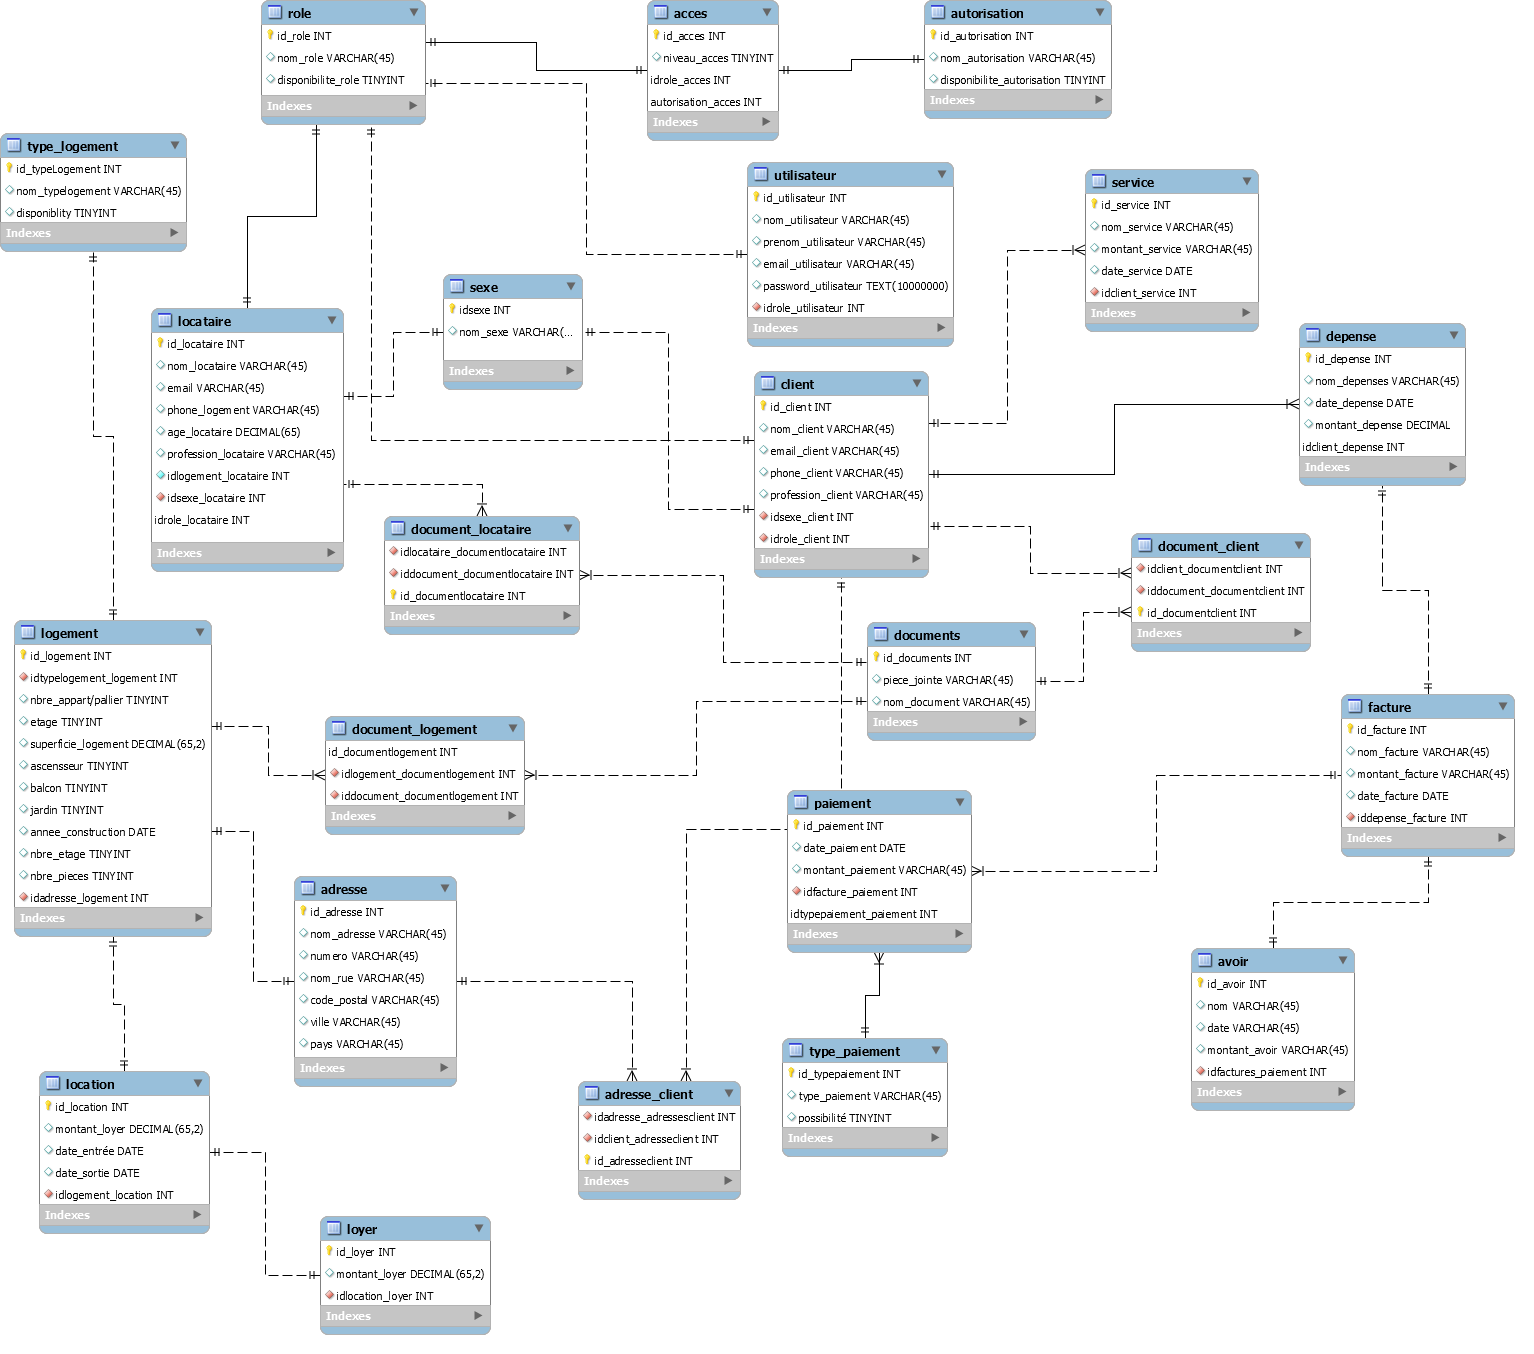 role
id_role INT
nom_role VARCHAR(45)
disponibilite_role TINYINT
Indexes
acces
id_acces INT
niveau_acces TINYINT
idrole_acces INT
autorisation_acces INT
Indexes
autorisation
id_autorisation INT
nom_autorisation VARCHAR(45)
disponibilite_autorisation TINYINT
Indexes
type_logement
id_typeLogement INT
nom_typelogement VARCHAR(45)
disponiblity TINYINT
Indexes
utilisateur
id_utilisateur INT
nom_utilisateur VARCHAR(45)
prenom_utilisateur VARCHAR(45)
email_utilisateur VARCHAR(45)
password_utilisateur TEXT(10000000)
idrole_utilisateur INT
Indexes
service
id_service INT
nom_service VARCHAR(45)
montant_service VARCHAR(45)
date_service DATE
idclient_service INT
Indexes
sexe
idsexe INT
nom_sexe VARCHAR(...
Indexes
locataire
id_locataire INT
nom_locataire VARCHAR(45)
email VARCHAR(45)
phone_logement VARCHAR(45)
age_locataire DECIMAL(65)
profession_locataire VARCHAR(45)
idlogement_locataire INT
idsexe_locataire INT
idrole_locataire INT
Indexes
depense
id_depense INT
nom_depenses VARCHAR(45)
date_depense DATE
montant_depense DECIMAL
idclient_depense INT
Indexes
client
id_client INT
nom_client VARCHAR(45)
email_client VARCHAR(45)
phone_client VARCHAR(45)
profession_client VARCHAR(45)
idsexe_client INT
idrole_client INT
Indexes
document_locataire
idlocataire_documentlocataire INT
iddocument_documentlocataire INT
id_documentlocataire INT
Indexes
document_client
idclient_documentclient INT
iddocument_documentclient INT
id_documentclient INT
Indexes
logement
id_logement INT
idtypelogement_logement INT
nbre_appart/pallier TINYINT
etage TINYINT
superficie_logement DECIMAL(65,2)
ascensseur TINYINT
balcon TINYINT
jardin TINYINT
annee_construction DATE
nbre_etage TINYINT
nbre_pieces TINYINT
idadresse_logement INT
Indexes
documents
id_documents INT
piece_jointe VARCHAR(45)
nom_document VARCHAR(45)
Indexes
document_logement
id_documentlogement INT
idlogement_documentlogement INT
iddocument_documentlogement INT
Indexes
facture
id_facture INT
nom_facture VARCHAR(45)
montant_facture VARCHAR(45)
date_facture DATE
iddepense_facture INT
Indexes
paiement
id_paiement INT
date_paiement DATE
montant_paiement VARCHAR(45)
idfacture_paiement INT
idtypepaiement_paiement INT
Indexes
adresse
id_adresse INT
nom_adresse VARCHAR(45)
numero VARCHAR(45)
nom_rue VARCHAR(45)
code_postal VARCHAR(45)
ville VARCHAR(45)
pays VARCHAR(45)
Indexes
avoir
id_avoir INT
nom VARCHAR(45)
date VARCHAR(45)
montant_avoir VARCHAR(45)
idfactures_paiement INT
Indexes
type_paiement
id_typepaiement INT
type_paiement VARCHAR(45)
possibilité TINYINT
Indexes
location
id_location INT
montant_loyer DECIMAL(65,2)
date_entrée DATE
date_sortie DATE
idlogement_location INT
Indexes
adresse_client
idadresse_adressesclient INT
idclient_adresseclient INT
id_adresseclient INT
Indexes
loyer
id_loyer INT
montant_loyer DECIMAL(65,2)
idlocation_loyer INT
Indexes